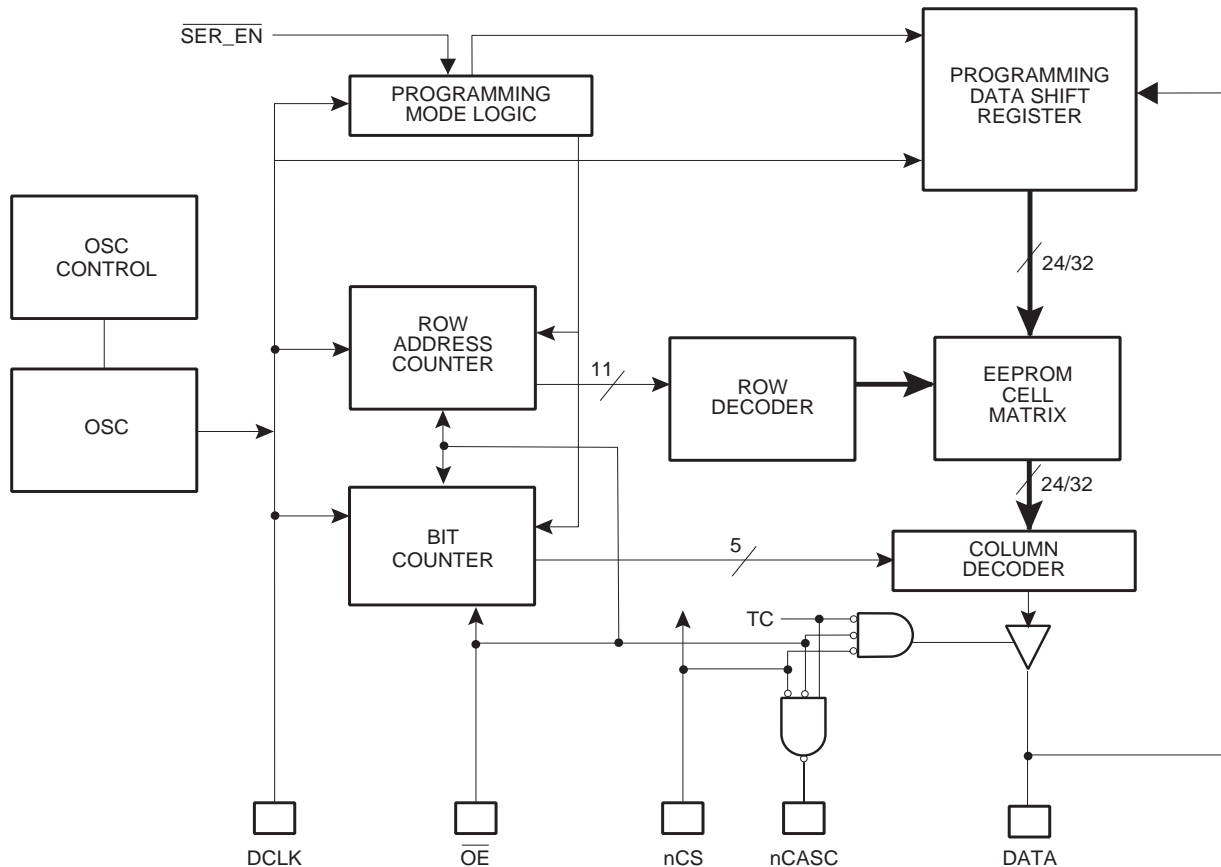 SER_EN
PROGRAMMING
MODE LOGIC
PROGRAMMING
DATA SHIFT
REGISTER
OSC
CONTROL
24/32
ROW
ADDRESS
COUNTER
11
ROW
DECODER
EEPROM
CELL
MATRIX
OSC
24/32
BIT
COUNTER
5
COLUMN
DECODER
TC
DCLK
OE
nCS
nCASC
DATA